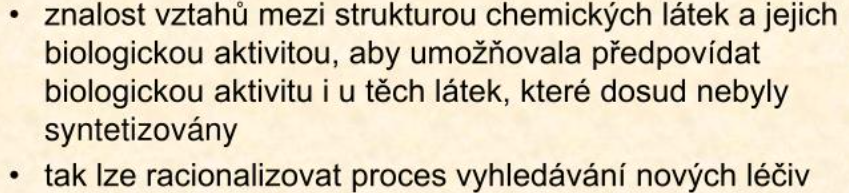 • znalost vztahů mezi strukturou chemických látek a jejich
biologickou aktivitou, aby umožňovala předpovídat
biologickou aktivitu i u těch látek, které dosud nebyly
syntetizovány
• tak lze racionalizovat proces vyhledávání nových léčiv